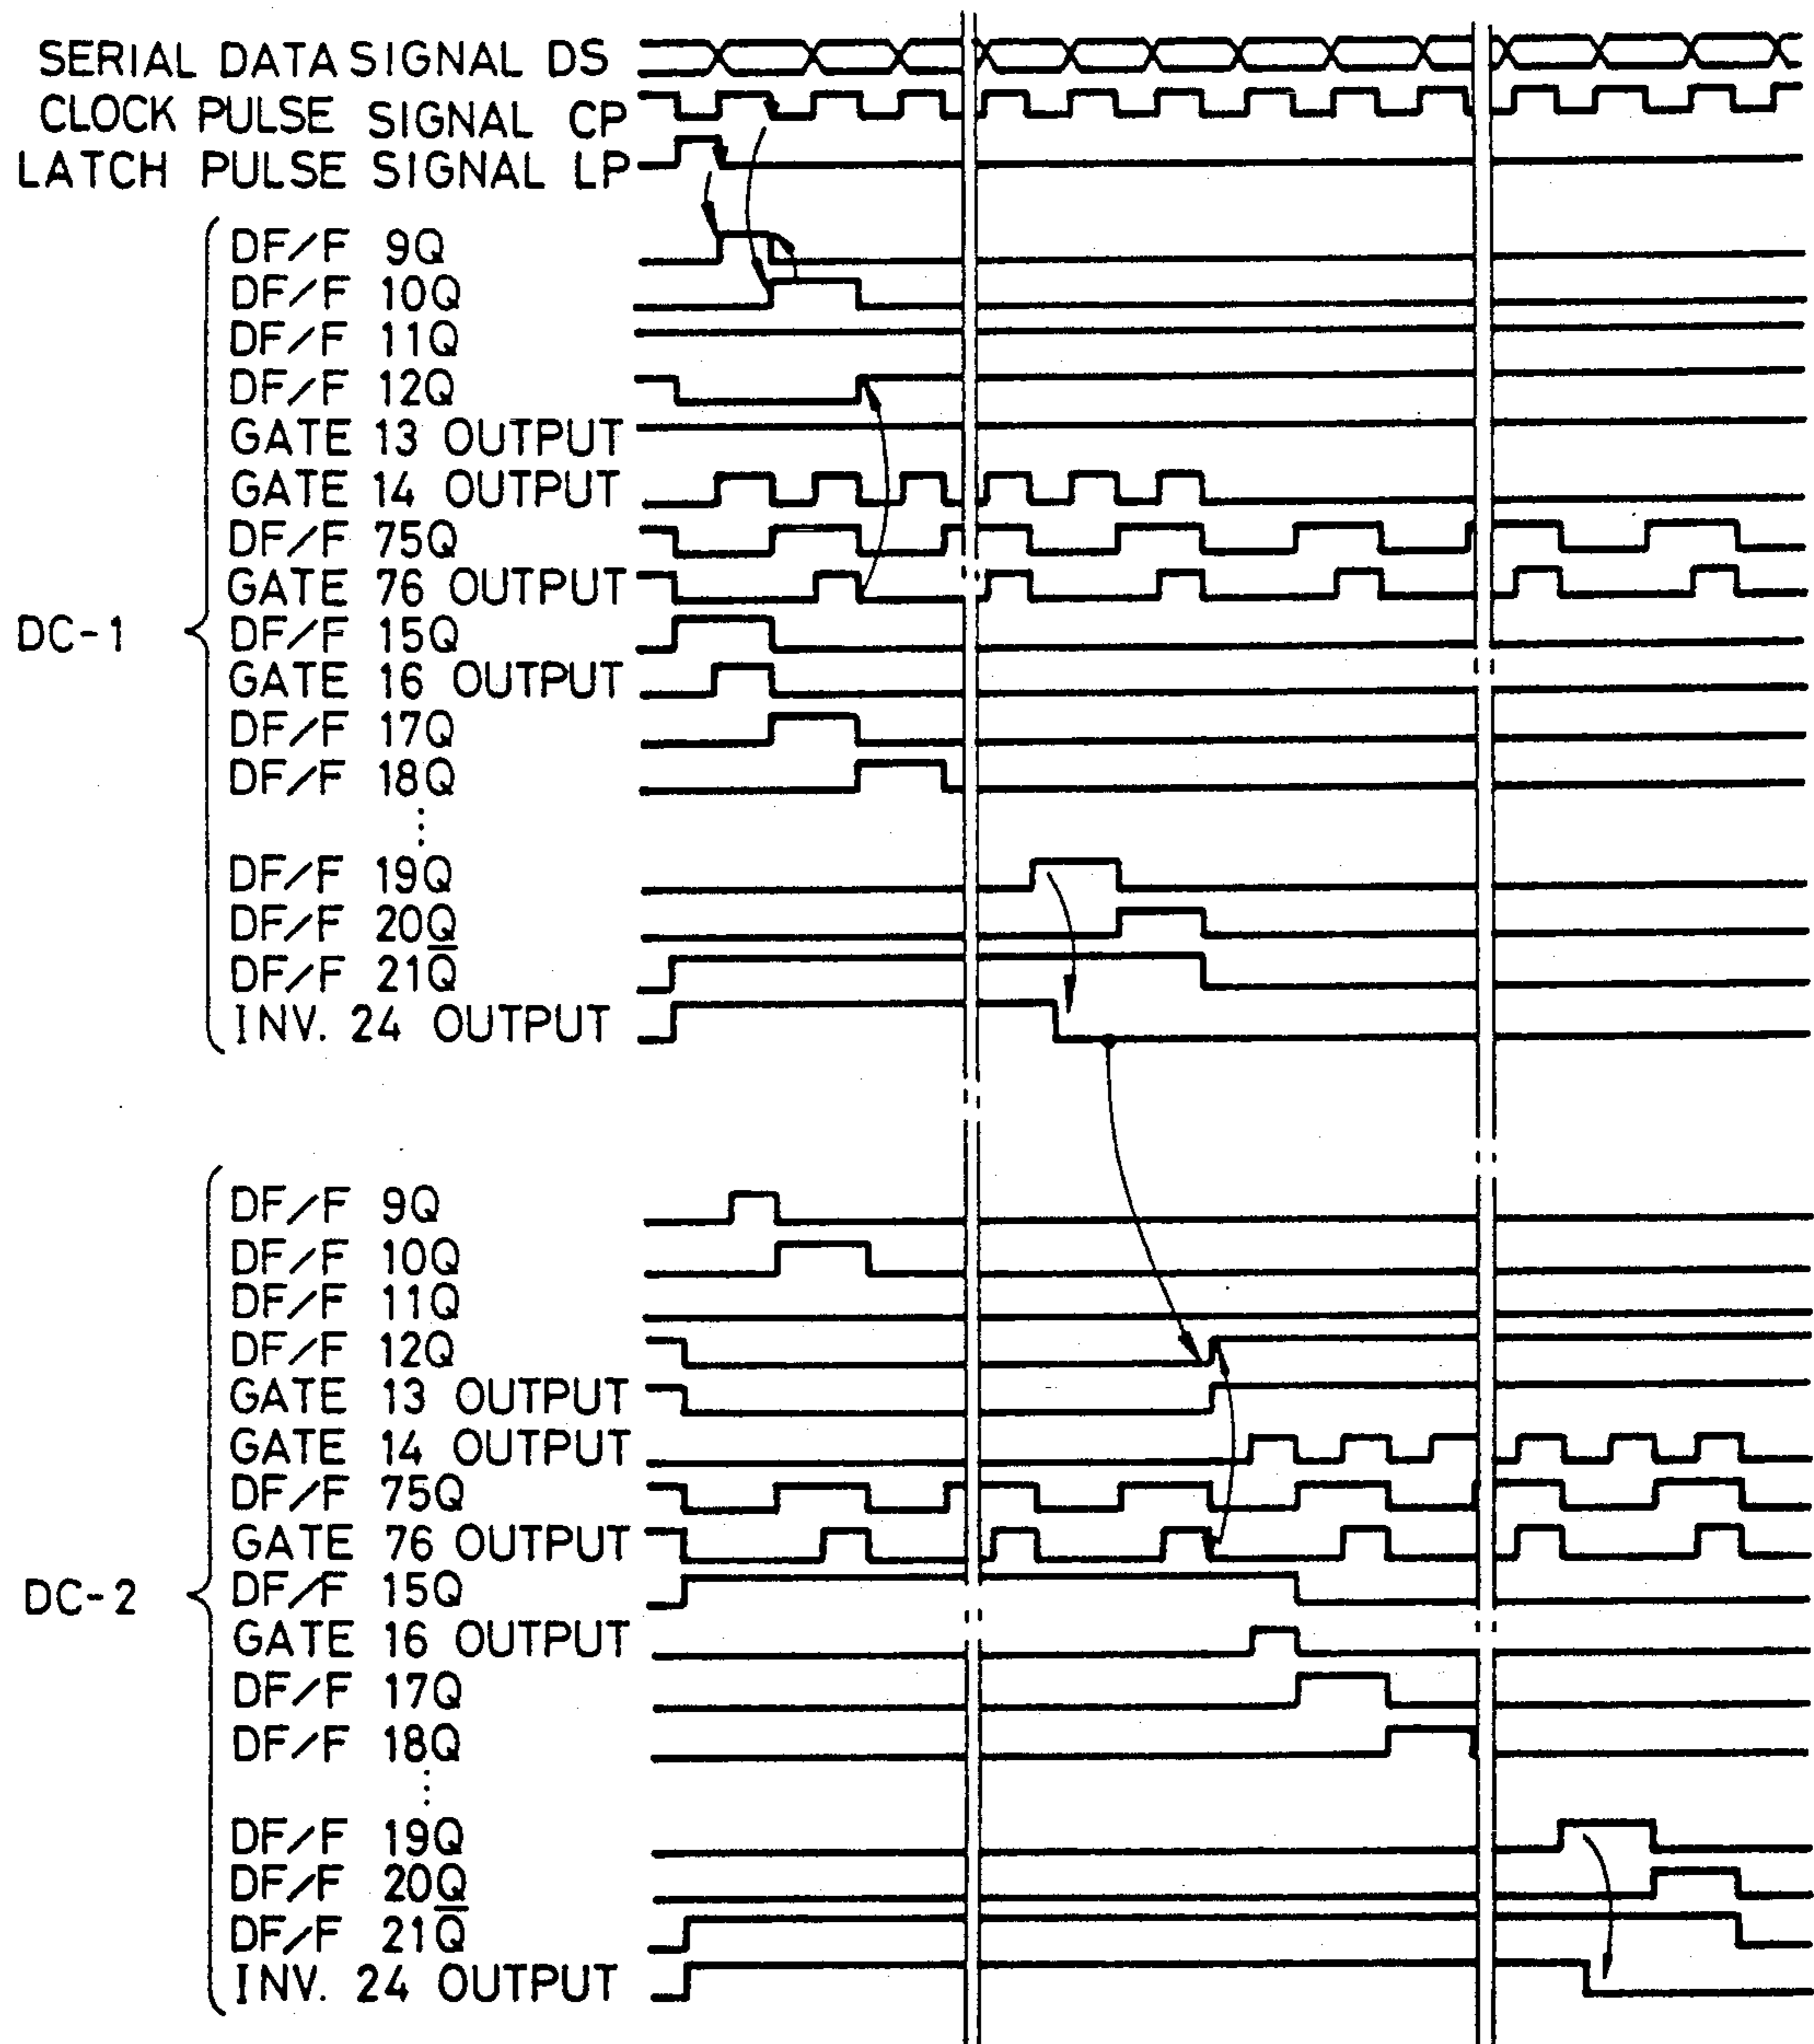 SERIAL DATA SIGNAL DS
CLOCK PULSE SIGNAL CP
LATCH PULSE SIGNAL LP
DC-1
DF/F 9Q
DF/F 10Q
DF/F 11Q
DF/F 12Q
GATE 13 OUTPUT
GATE 14 OUTPUT
DF/F 75Q
GATE 76 OUTPUT
DF/F 15Q
GATE 16 OUTPUT
DF/F 17Q
DF/F 18Q
⋮
DF/F 19Q
DF/F 20Q
DF/F 21Q̅
INV. 24 OUTPUT
DC-2
DF/F 9Q
DF/F 10Q
DF/F 11Q
DF/F 12Q
GATE 13 OUTPUT
GATE 14 OUTPUT
DF/F 75Q
GATE 76 OUTPUT
DF/F 15Q
GATE 16 OUTPUT
DF/F 17Q
DF/F 18Q
⋮
DF/F 19Q
DF/F 20Q
DF/F 21Q̅
INV. 24 OUTPUT